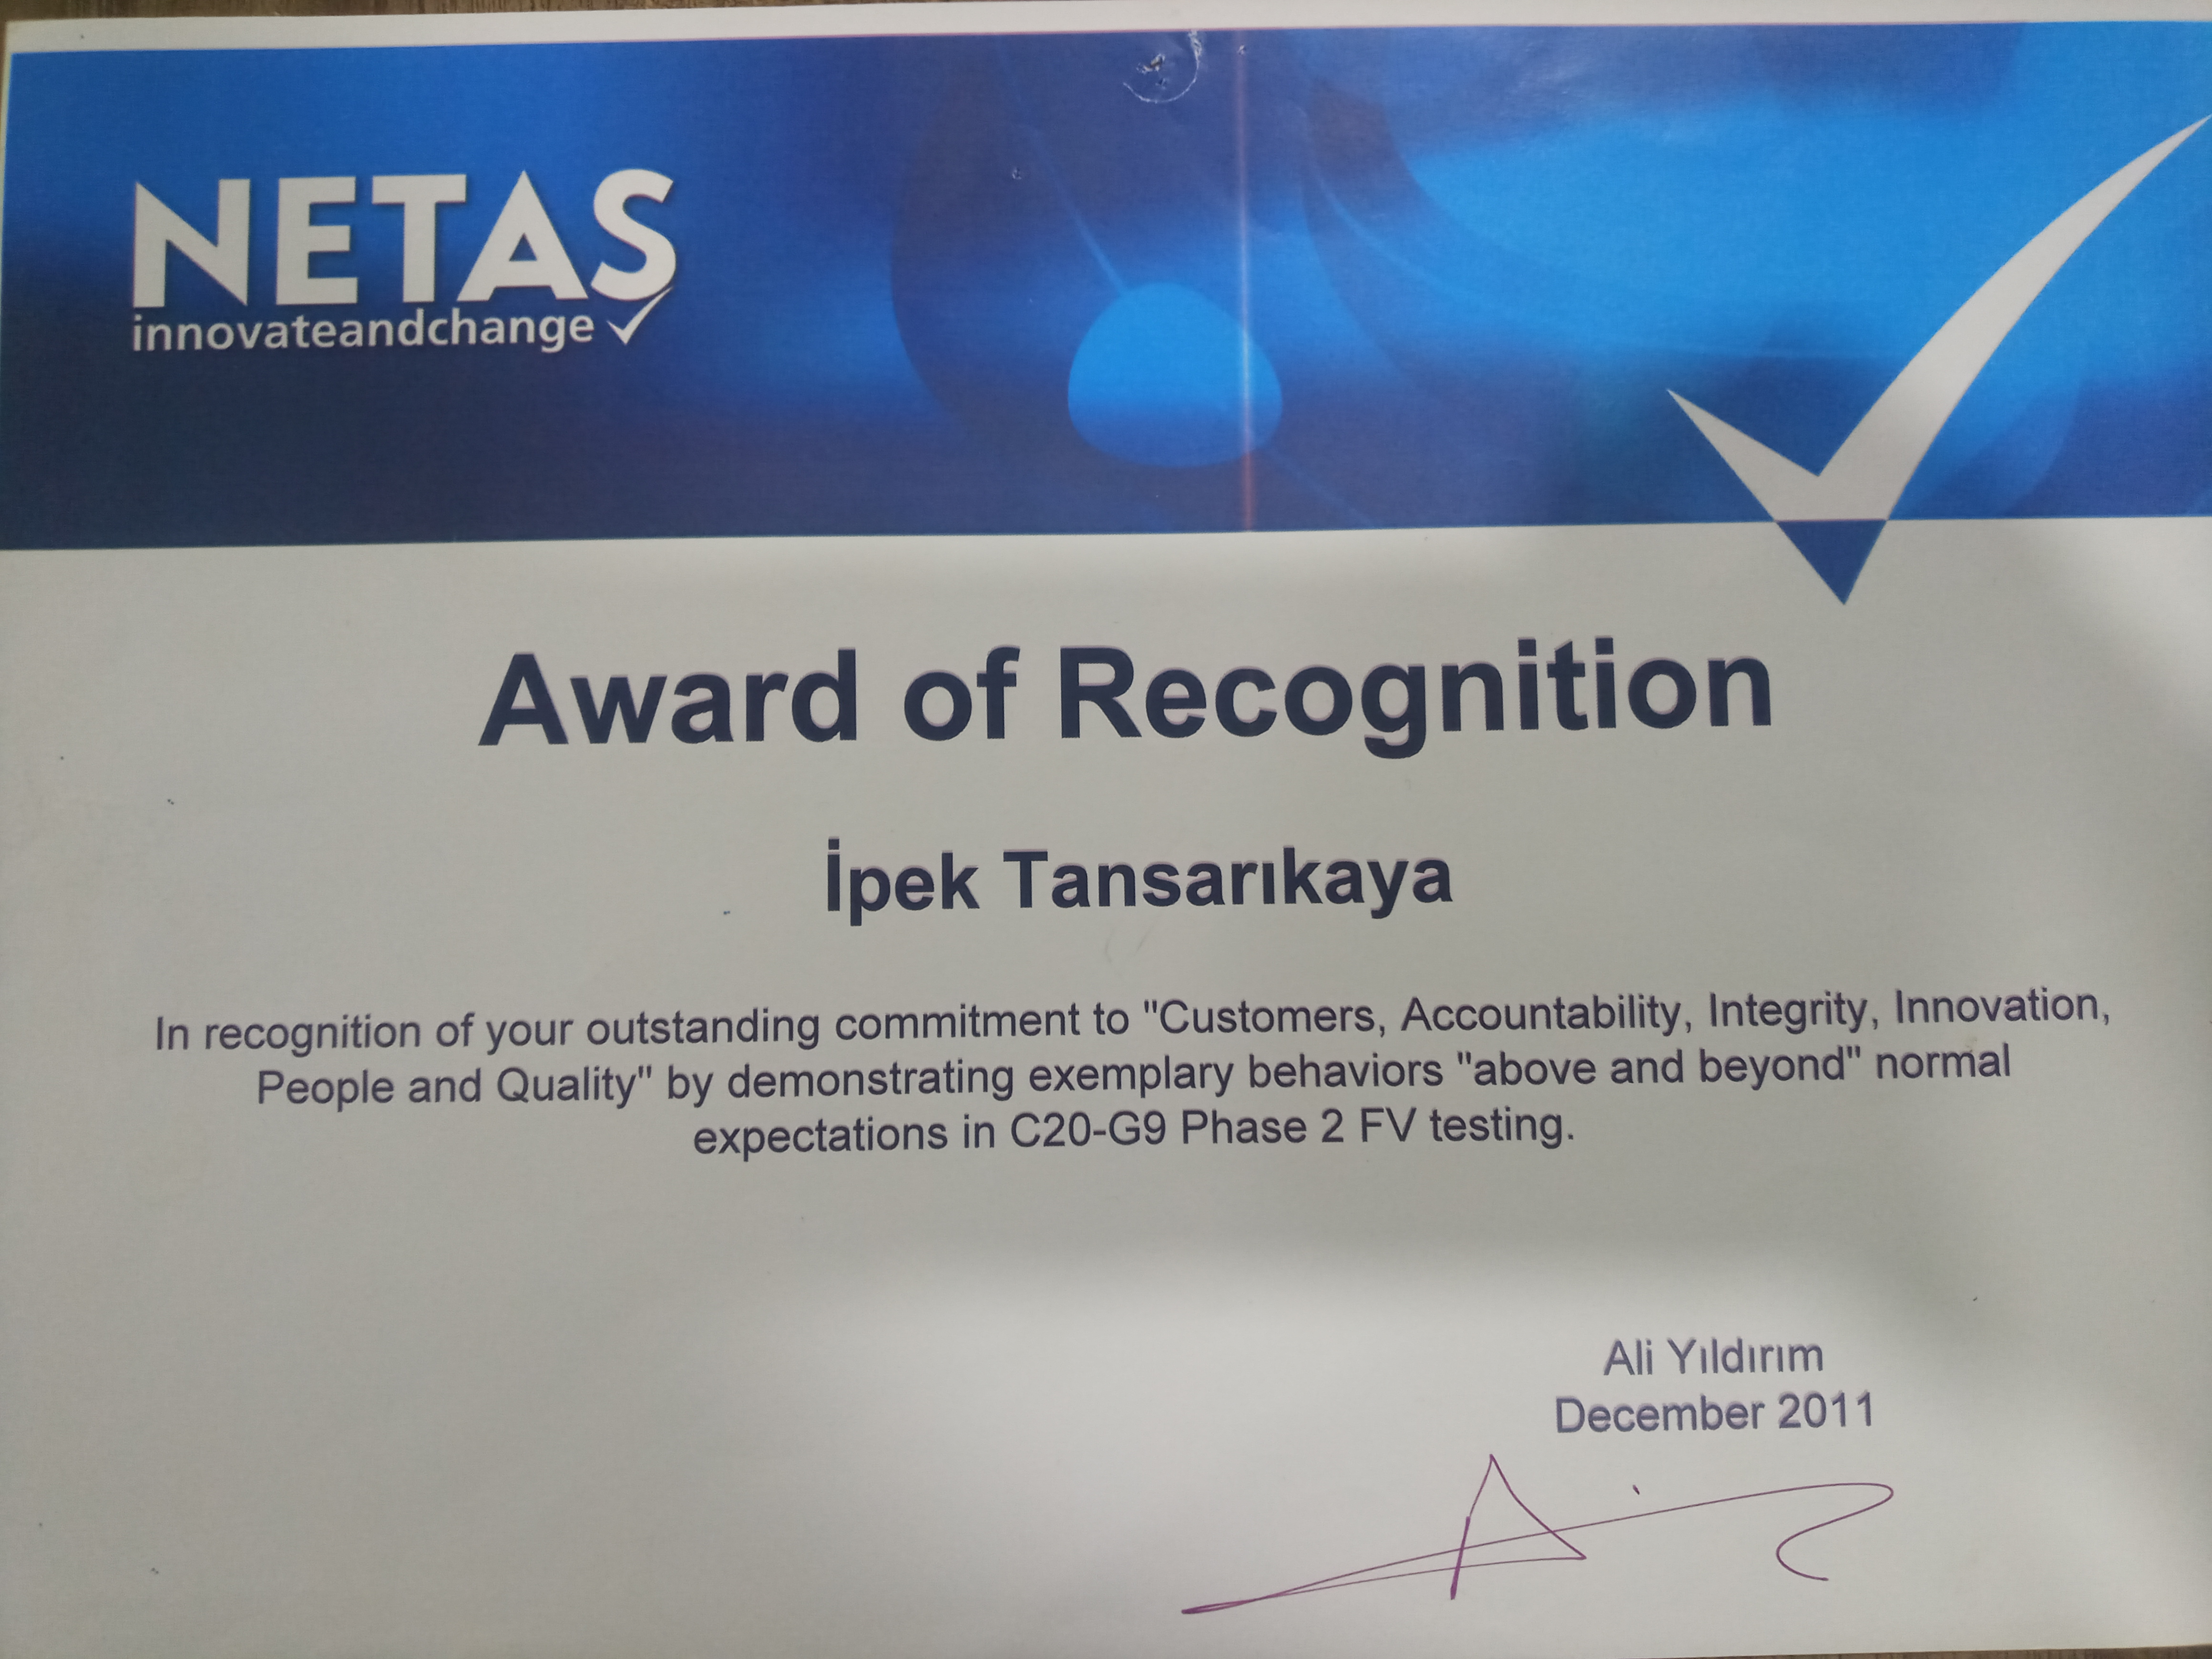 NETAS
innovateandchange
Award of Recognition
İpek Tansarıkaya
In recognition of your outstanding commitment to "Customers, Accountability, Integrity, Innovation,
People and Quality" by demonstrating exemplary behaviors "above and beyond" normal
expectations in C20-G9 Phase 2 FV testing.
Ali Yıldırım
December 2011